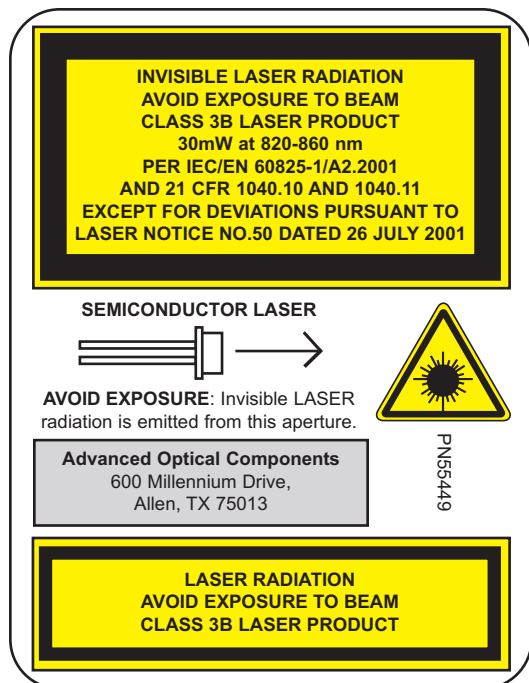 INVISIBLE LASER RADIATION
AVOID EXPOSURE TO BEAM
CLASS 3B LASER PRODUCT
30mW at 820-860 nm
PER IEC/EN 60825-1/A2.2001
AND 21 CFR 1040.10 AND 1040.11
EXCEPT FOR DEVIATIONS PURSUANT TO
LASER NOTICE NO.50 DATED 26 JULY 2001
SEMICONDUCTOR LASER
AVOID EXPOSURE: Invisible LASER
radiation is emitted from this aperture.
PN55449
Advanced Optical Components
600 Millennium Drive,
Allen, TX 75013
LASER RADIATION
AVOID EXPOSURE TO BEAM
CLASS 3B LASER PRODUCT